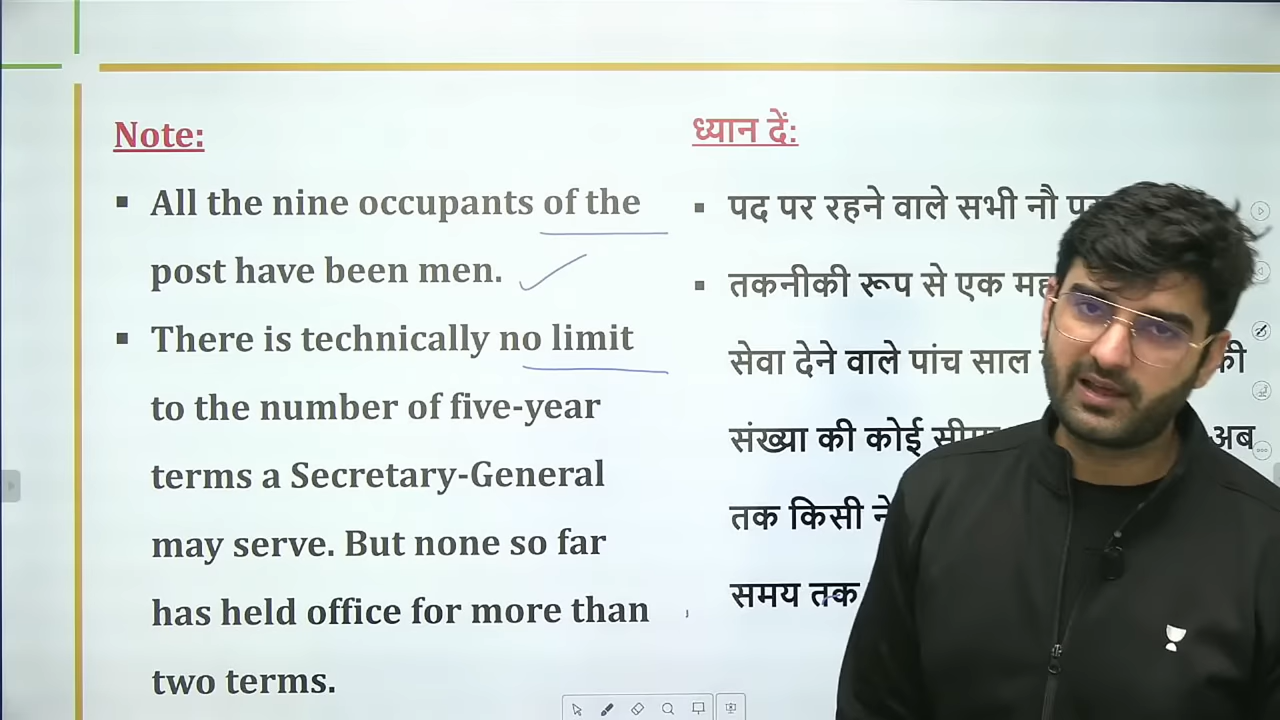 Note:
All the nine occupants of the
post have been men.
There is technically no limit
to the number of five-year
terms a Secretary-General
may serve. But none so far
has held office for more than
two terms.
ध्यान दें:
पद पर रहने वाले सभी नौ
तकनीकी रूप से एक
सेवा देने वाले पांच साल की
संख्या की कोई अब
तक किसी
समय तक